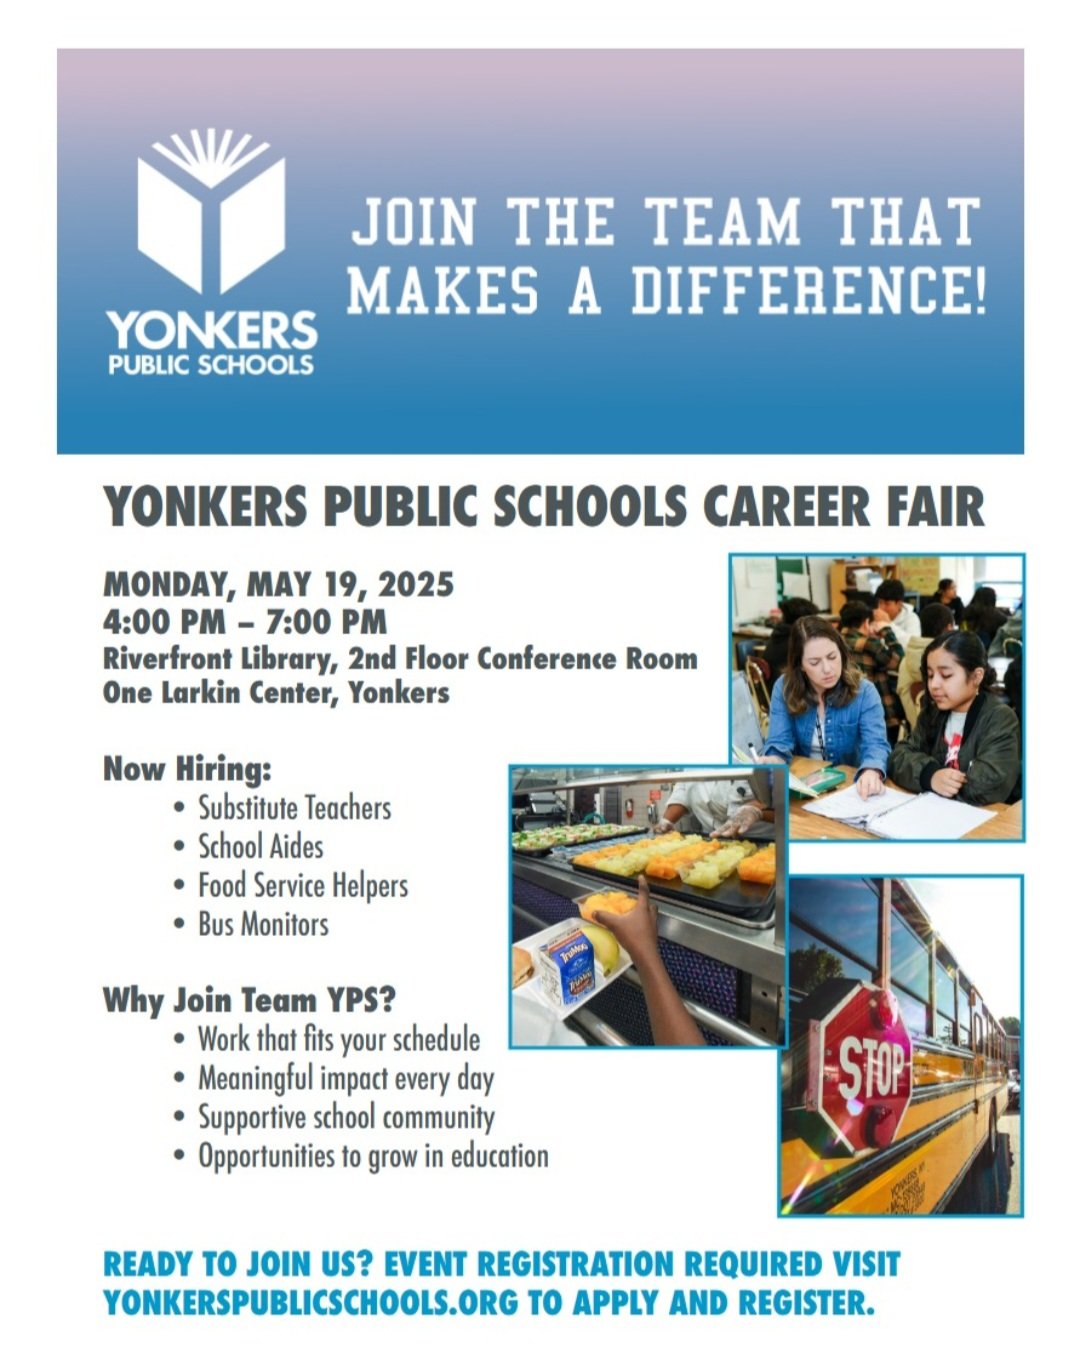 JOIN THE TEAM THAT
MAKES A DIFFERENCE!
YONKERS
PUBLIC SCHOOLS
YONKERS PUBLIC SCHOOLS CAREER FAIR
MONDAY, MAY 19, 2025
4:00 PM – 7:00 PM
Riverfront Library, 2nd Floor Conference Room
One Larkin Center, Yonkers
Now Hiring:
• Substitute Teachers
• School Aides
• Food Service Helpers
• Bus Monitors
Why Join Team YPS?
• Work that fits your schedule
• Meaningful impact every day
• Supportive school community
• Opportunities to grow in education
TruMoo
STOP
YONKERS, NY
READY TO JOIN US? EVENT REGISTRATION REQUIRED VISIT
YONKERSPUBLICSCHOOLS.ORG TO APPLY AND REGISTER.